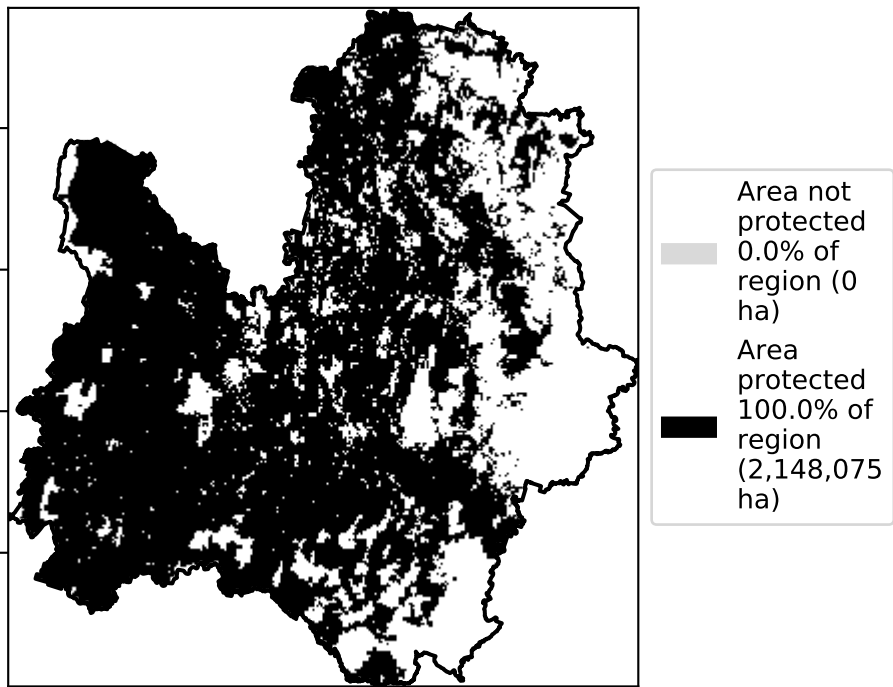 Area not
protected
0.0% of
region (0
ha)
Area
protected
100.0% of
region
(2,148,075
ha)